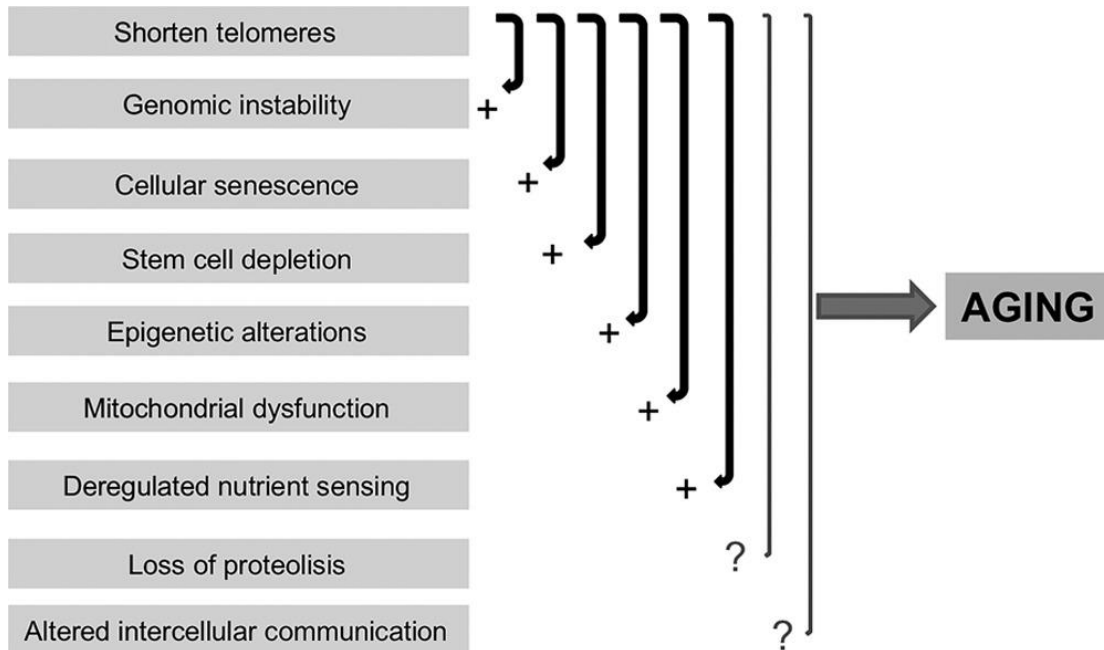 Shorten telomeres
Genomic instability
+
Cellular senescence
+
Stem cell depletion
+
AGING
Epigenetic alterations
+
Mitochondrial dysfunction
+
Deregulated nutrient sensing
+
Loss of proteolisis
?
Altered intercellular communication
?